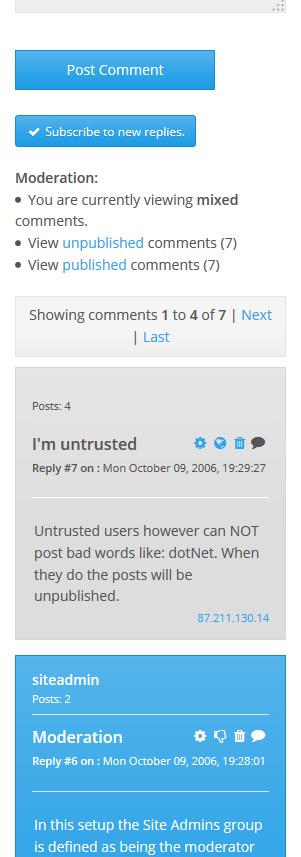 Post Comment
Subscribe to new replies.
Moderation:
• You are currently viewing mixed
comments.
• View unpublished comments (7)
• View published comments (7)
Showing comments 1 to 4 of 7 | Next
| Last
Posts: 4
I'm untrusted
Reply #7 on : Mon October 09, 2006, 19:29:27
Untrusted users however can NOT
post bad words like: dotNet. When
they do the posts will be
unpublished.
87.211.130.14
siteadmin
Posts: 2
Moderation
Reply #6 on : Mon October 09, 2006, 19:28:01
In this setup the Site Admins group
is defined as being the moderator